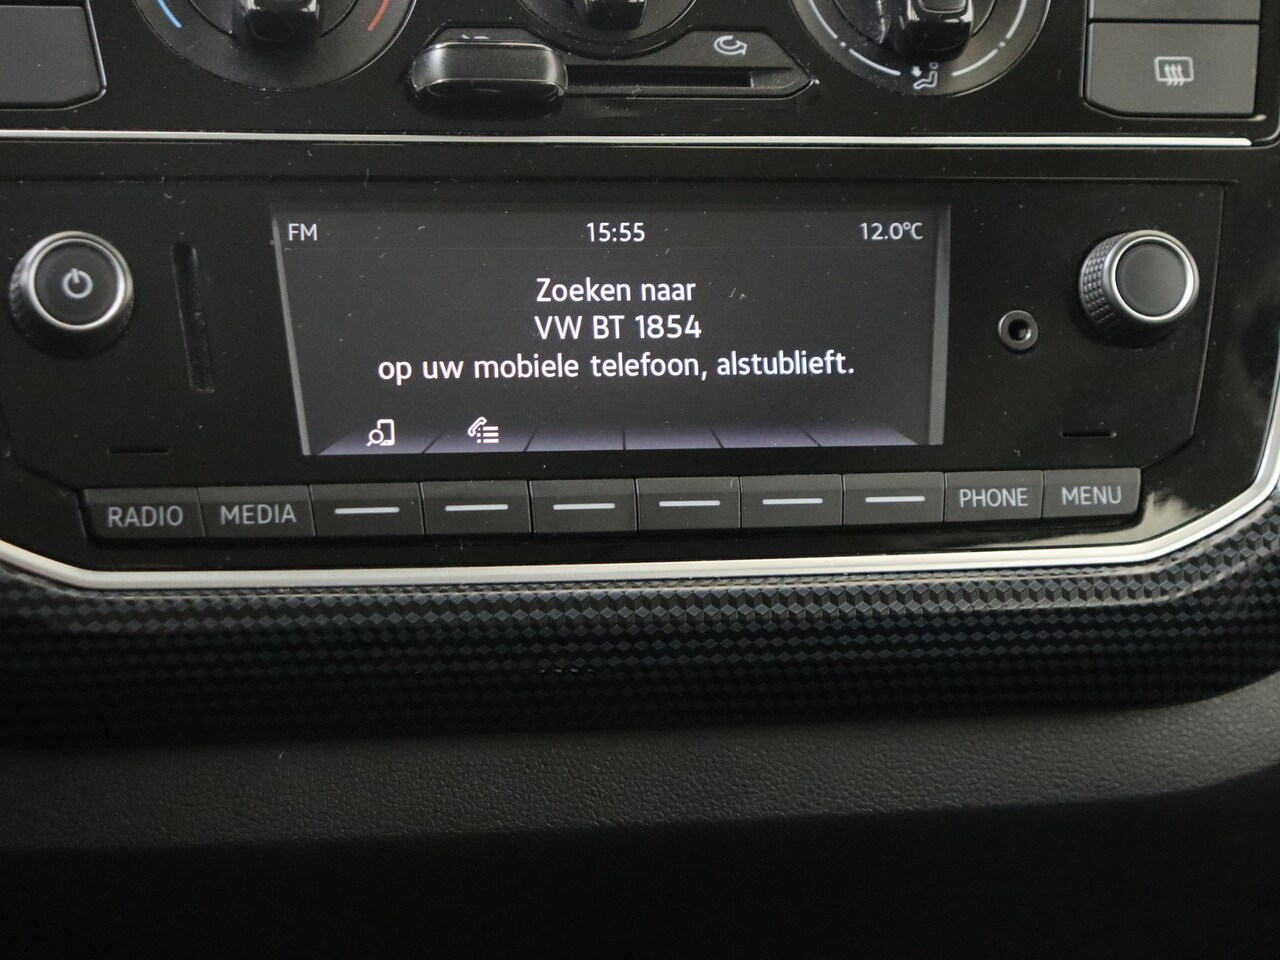 FM 15:55 12.0°C
Zoeken naar
VW BT 1854
op uw mobiele telefoon, alstublieft.
RADIO MEDIA PHONE MENU